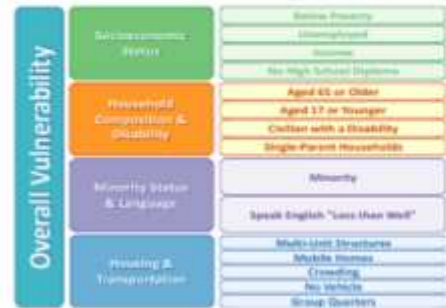 Overall Vulnerability
Socioeconomic
Status
Below Poverty
Unemployed
Income
No High School Diploma
Household
Composition &
Disability
Aged 65 or Older
Aged 17 or Younger
Civilian with a Disability
Single-Parent Households
Minority Status
& Language
Minority
Speak English "Less than Well"
Housing &
Transportation
Multi-Unit Structures
Mobile Homes
Crowding
No Vehicle
Group Quarters